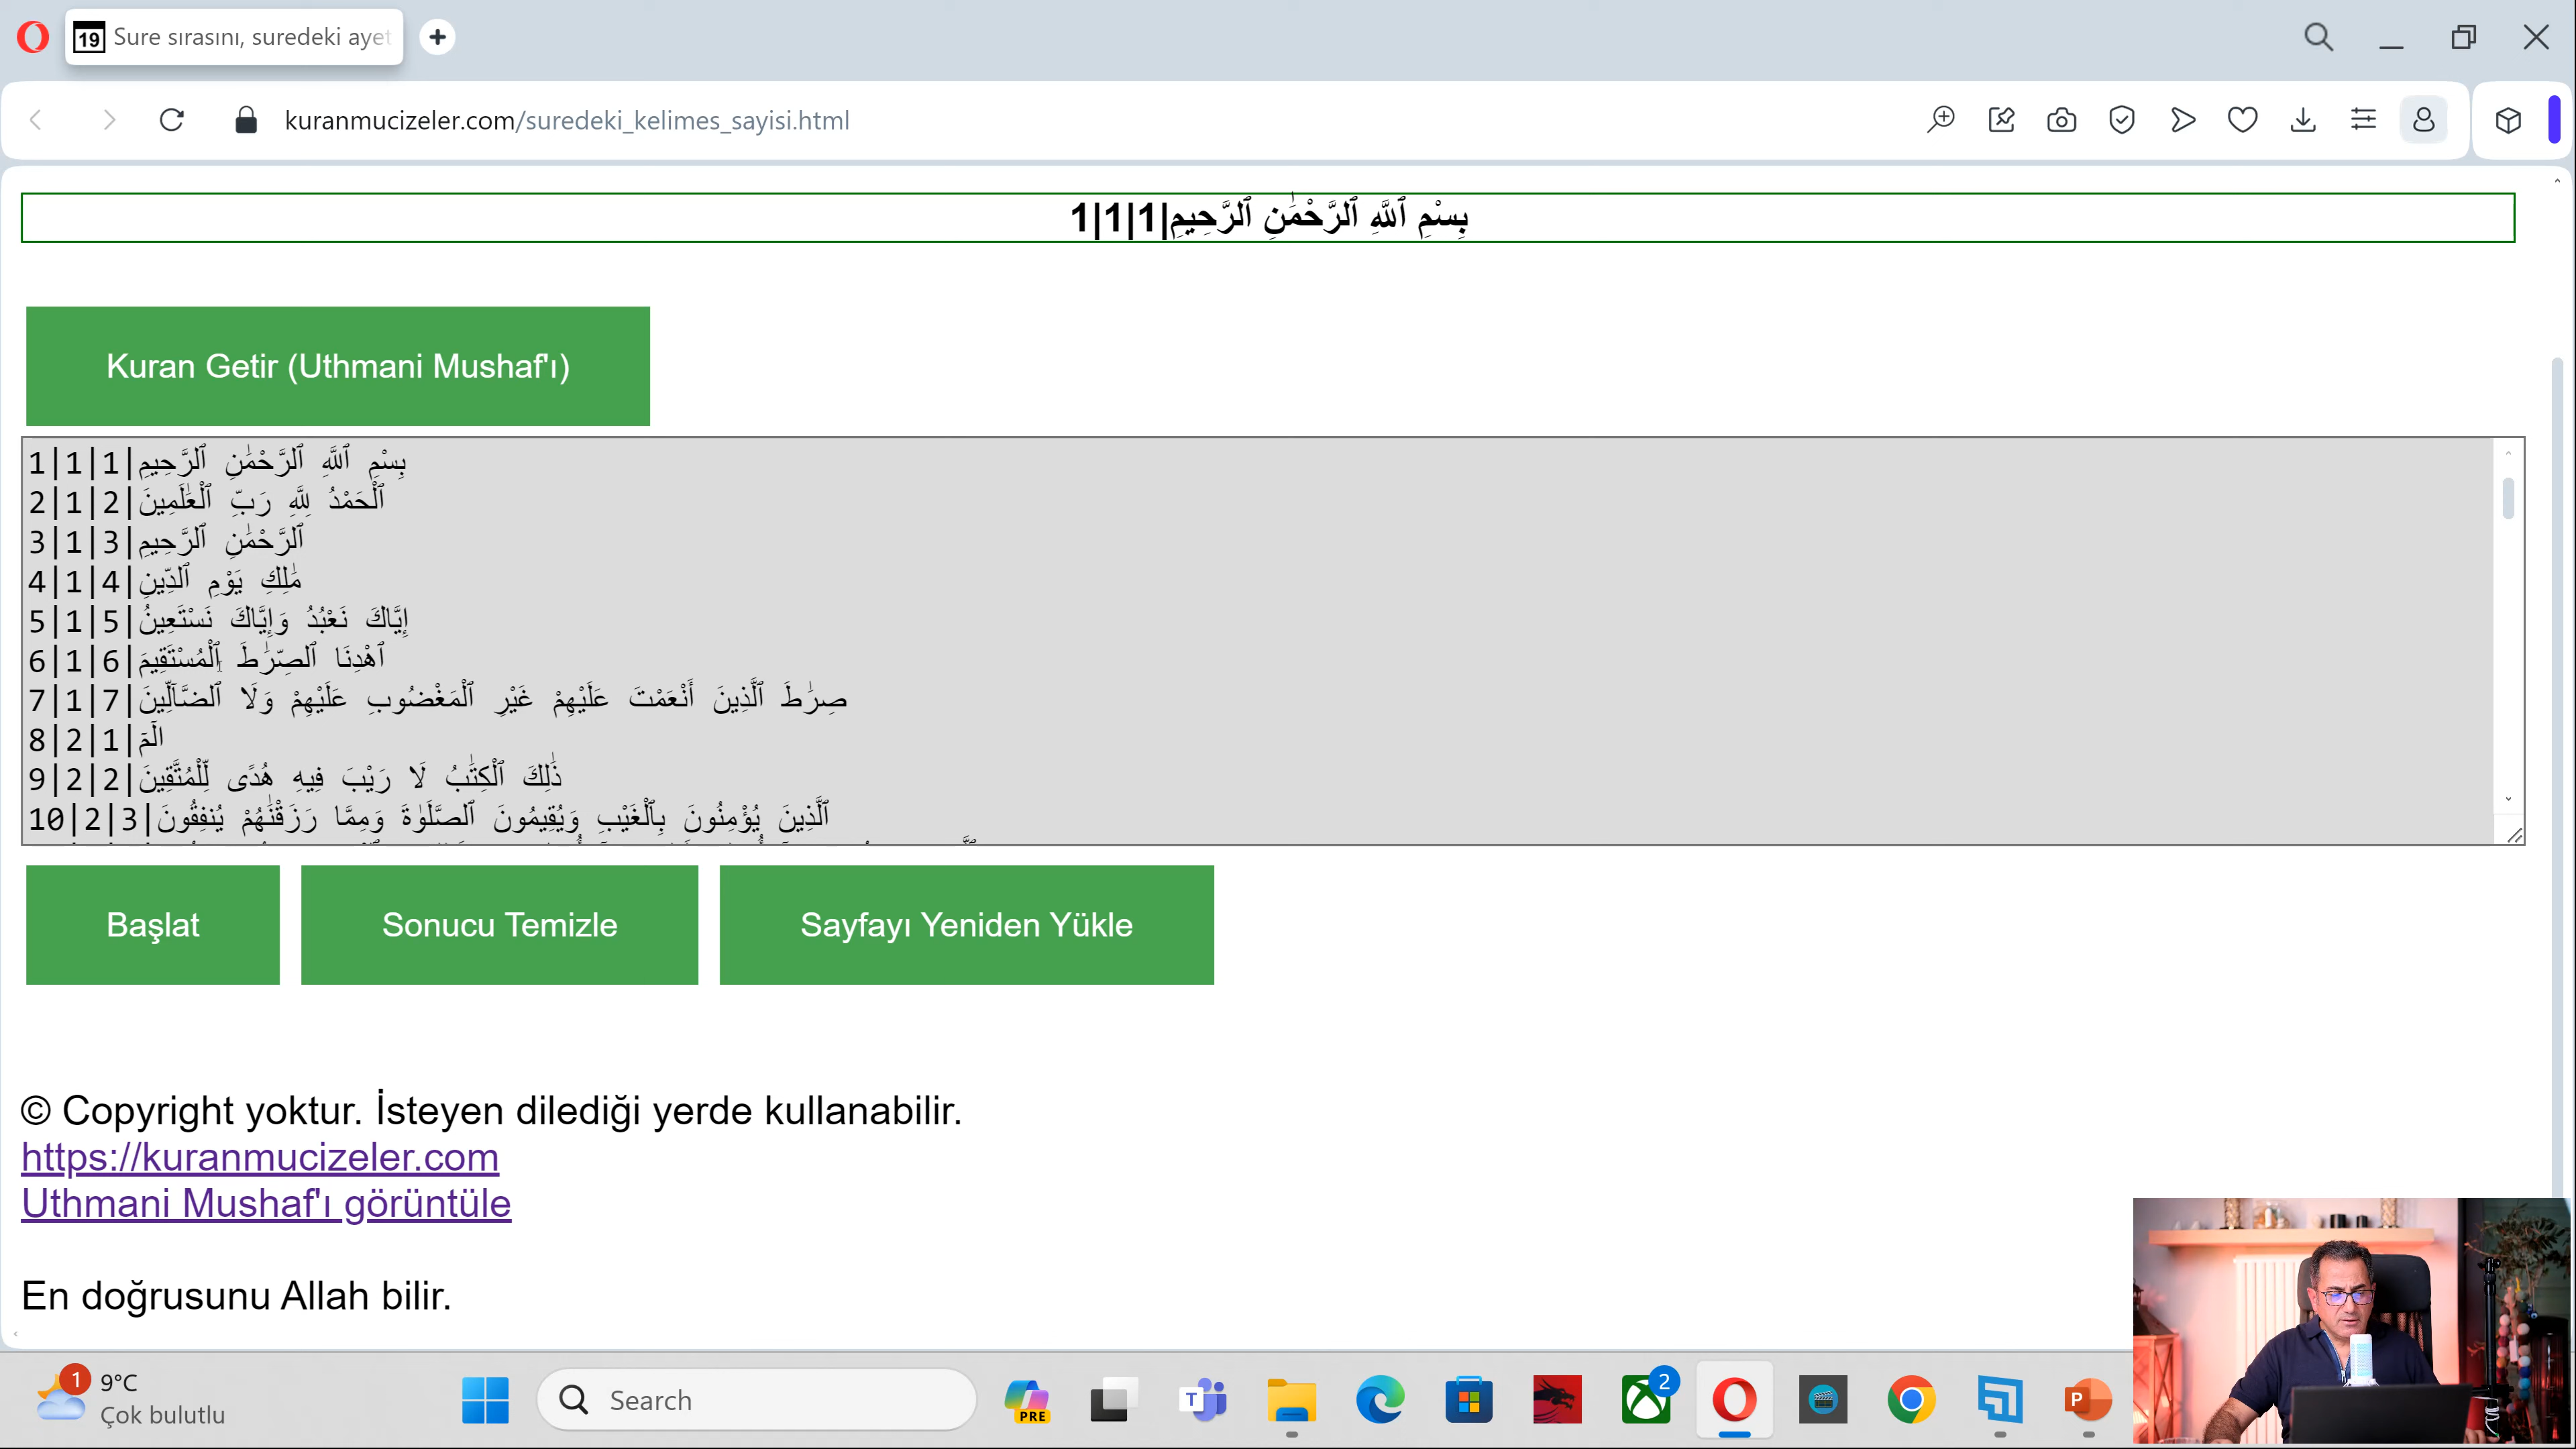 19 Sure sırasını, suredeki ayet
kuranmucizeler.com/suredeki_kelimes_sayisi.html
1|1|1|بِسْمِ ٱللَّهِ ٱلرَّحْمَٰنِ ٱلرَّحِيمِ
Kuran Getir (Uthmani Mushaf'ı)
1|1|1|بِسْمِ ٱللَّهِ ٱلرَّحْمَٰنِ ٱلرَّحِيمِ
2|1|2|ٱلْحَمْدُ لِلَّهِ رَبِّ ٱلْعَٰلَمِينَ
3|1|3|ٱلرَّحْمَٰنِ ٱلرَّحِيمِ
4|1|4|مَٰلِكِ يَوْمِ ٱلدِّينِ
5|1|5|إِيَّاكَ نَعْبُدُ وَإِيَّاكَ نَسْتَعِينُ
6|1|6|ٱهْدِنَا ٱلصِّرَٰطَ ٱلْمُسْتَقِيمَ
7|1|7|صِرَٰطَ ٱلَّذِينَ أَنْعَمْتَ عَلَيْهِمْ غَيْرِ ٱلْمَغْضُوبِ عَلَيْهِمْ وَلَا ٱلضَّآلِّينَ
8|2|1|الٓمٓ
9|2|2|ذَٰلِكَ ٱلْكِتَٰبُ لَا رَيْبَ فِيهِ هُدًى لِّلْمُتَّقِينَ
10|2|3|ٱلَّذِينَ يُؤْمِنُونَ بِٱلْغَيْبِ وَيُقِيمُونَ ٱلصَّلَوٰةَ وَمِمَّا رَزَقْنَٰهُمْ يُنفِقُونَ
Başlat
Sonucu Temizle
Sayfayı Yeniden Yükle
© Copyright yoktur. İsteyen dilediği yerde kullanabilir.
https://kuranmucizeler.com
Uthmani Mushaf'ı görüntüle
En doğrusunu Allah bilir.
1
9°C
Çok bulutlu
Search
PRE
T
2
P